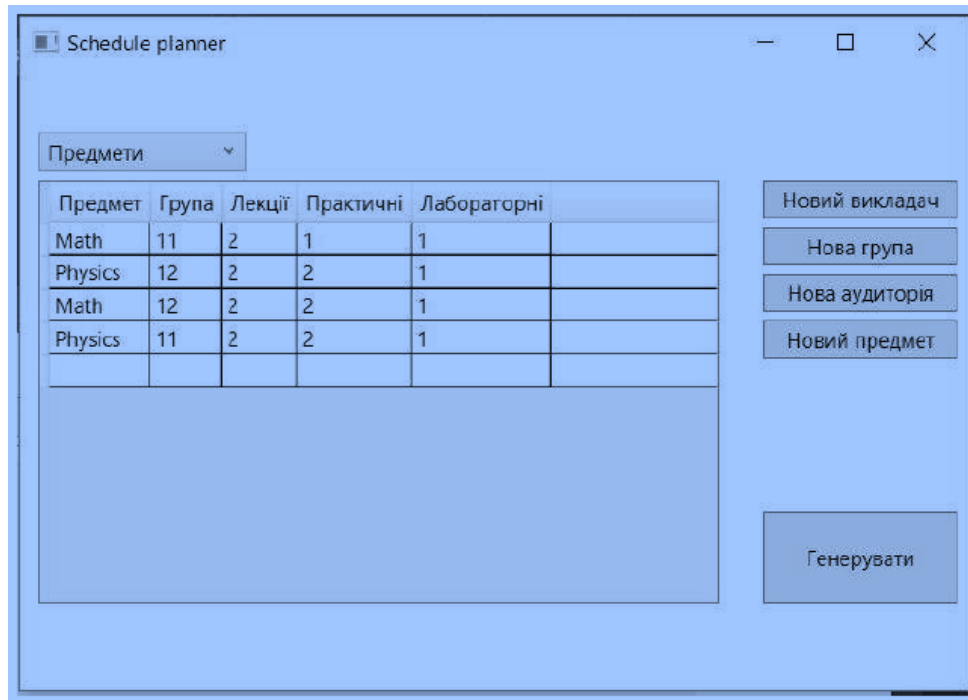 Schedule planner
Предмети
Предмет Група Лекції Практичні Лабораторні
Math 11 2 1 1
Physics 12 2 2 1
Math 12 2 2 1
Physics 11 2 2 1
Новий викладач
Нова група
Нова аудиторія
Новий предмет
Генерувати